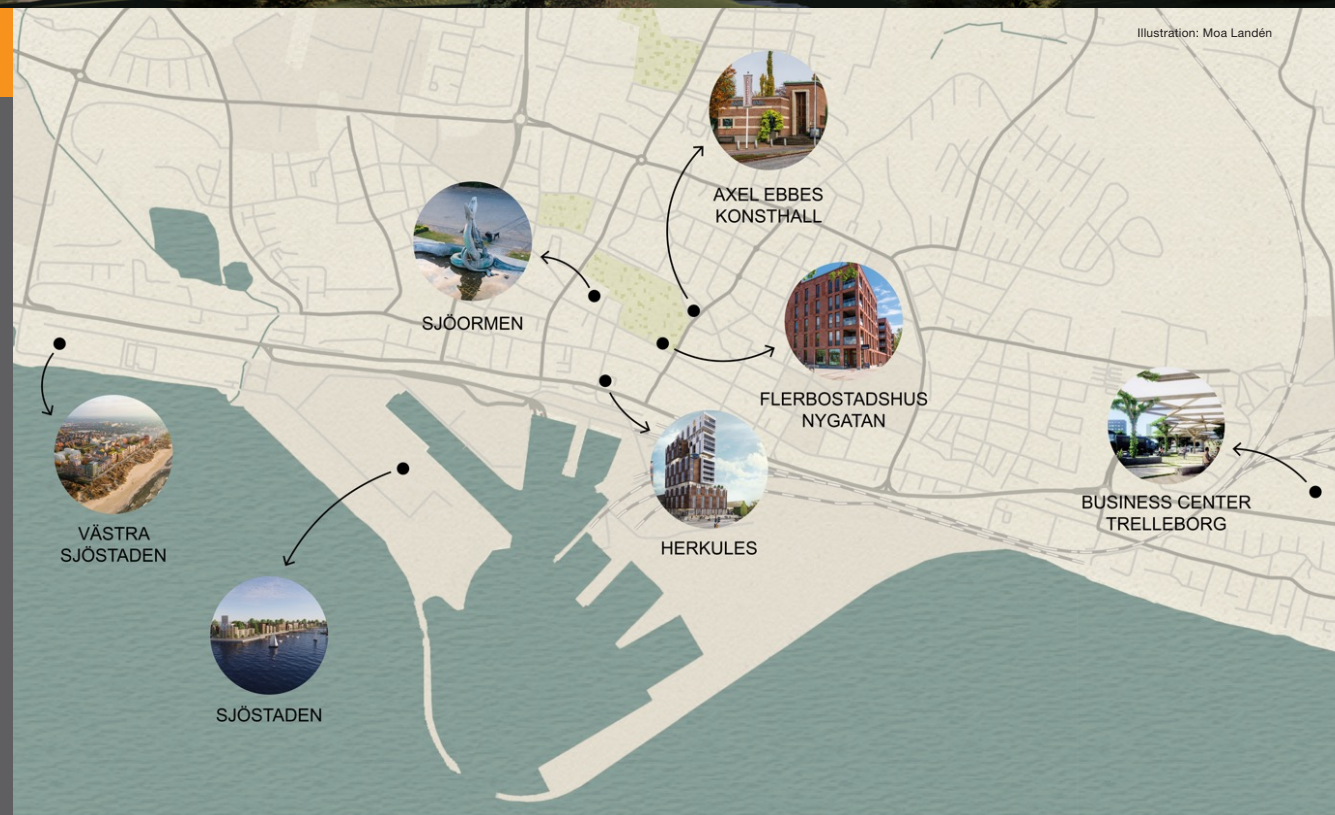 Illustration: Moa Landén
AXEL EBBES
KONSTHALL
SJÖORMEN
FLERBOSTADSHUS
NYGATAN
BUSINESS CENTER
TRELLEBORG
VÄSTRA
SJÖSTADEN
HERKULES
SJÖSTADEN